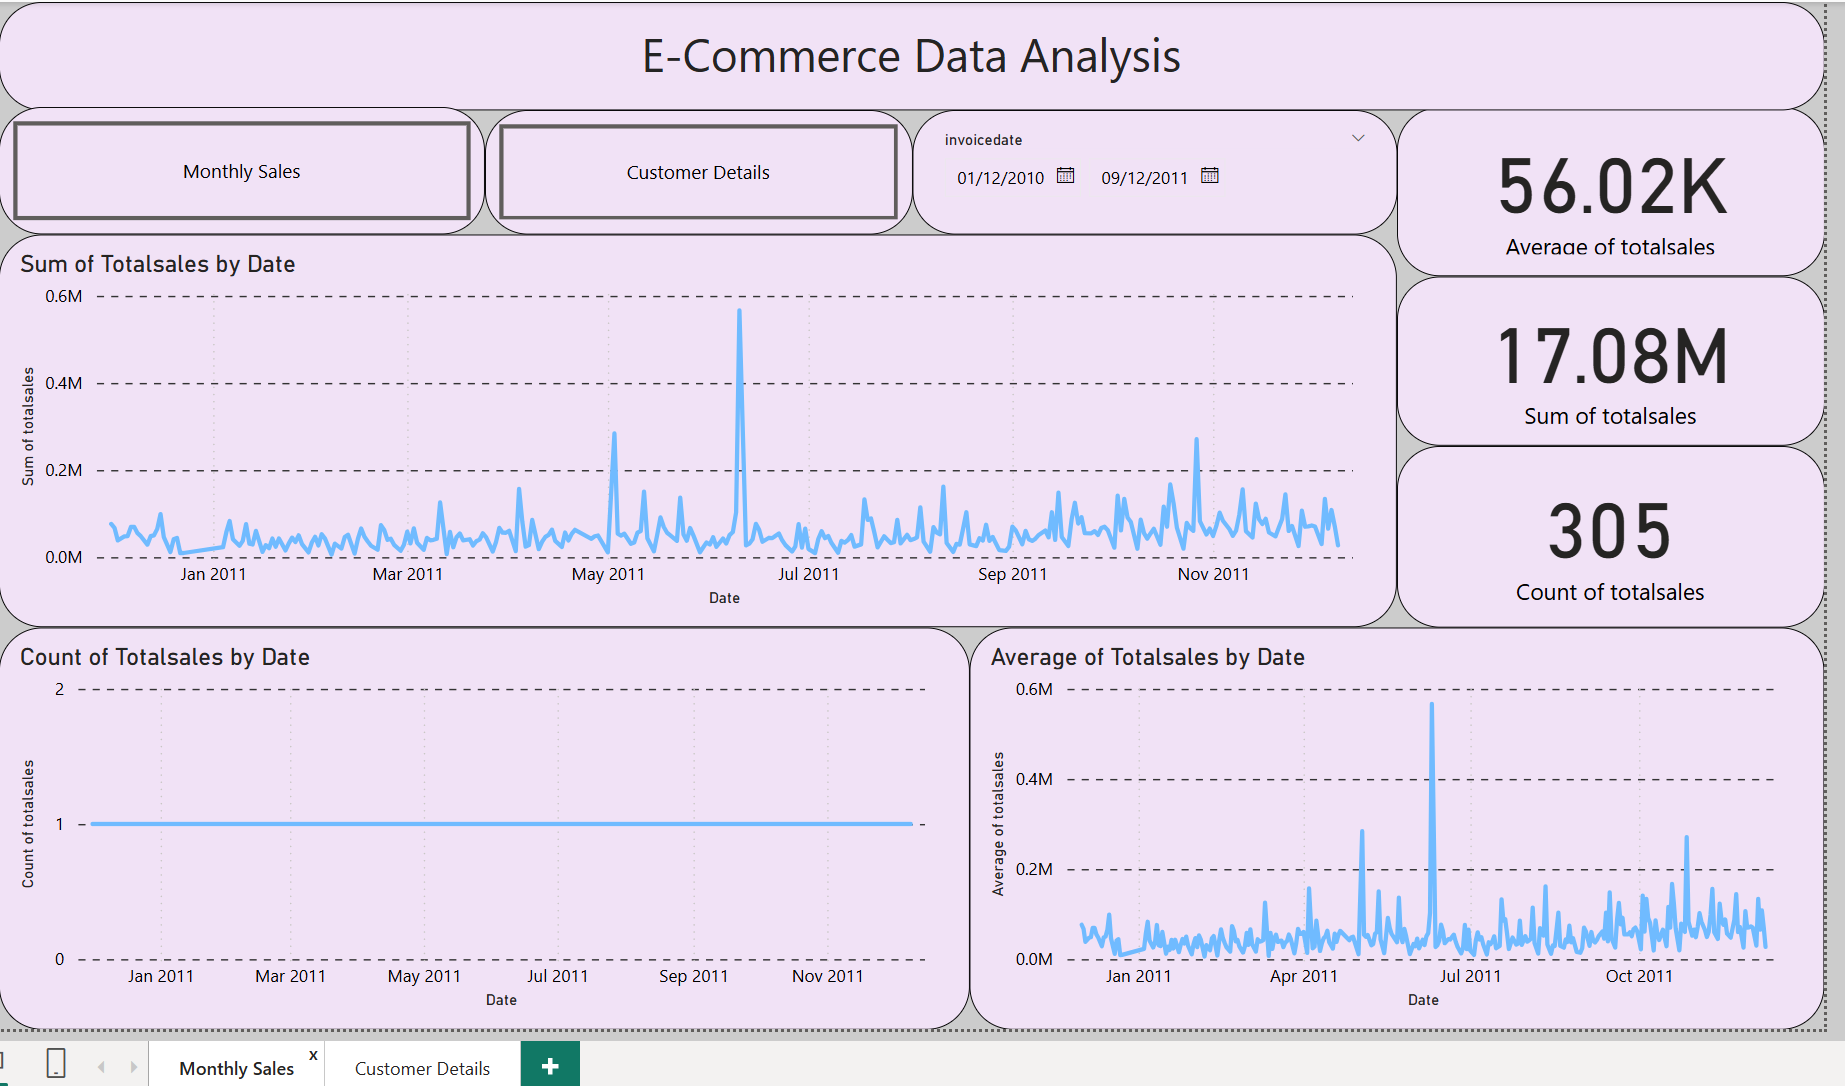 E-Commerce Data Analysis
Monthly Sales
Customer Details
invoicedate
01/12/2010
09/12/2011
56.02K
Average of totalsales
17.08M
Sum of totalsales
305
Count of totalsales
Sum of Totalsales by Date
Sum of totalsales
0.6M
0.4M
0.2M
0.0M
Jan 2011
Mar 2011
May 2011
Jul 2011
Sep 2011
Nov 2011
Date
Count of Totalsales by Date
Count of totalsales
2
1
0
Jan 2011
Mar 2011
May 2011
Jul 2011
Sep 2011
Nov 2011
Date
Average of Totalsales by Date
Average of totalsales
0.6M
0.4M
0.2M
0.0M
Jan 2011
Apr 2011
Jul 2011
Oct 2011
Date
Monthly Sales
x
Customer Details